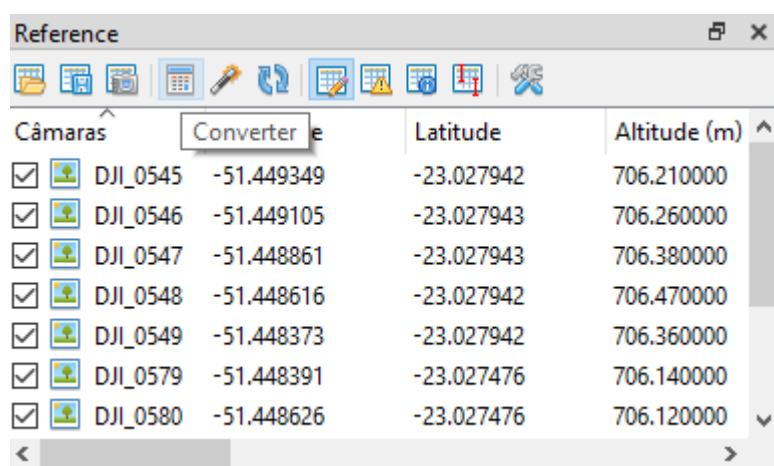 Reference
Câmaras Converter e Latitude Altitude (m)
DJI_0545 -51.449349 -23.027942 706.210000
DJI_0546 -51.449105 -23.027943 706.260000
DJI_0547 -51.448861 -23.027943 706.380000
DJI_0548 -51.448616 -23.027942 706.470000
DJI_0549 -51.448373 -23.027942 706.360000
DJI_0579 -51.448391 -23.027476 706.140000
DJI_0580 -51.448626 -23.027476 706.120000